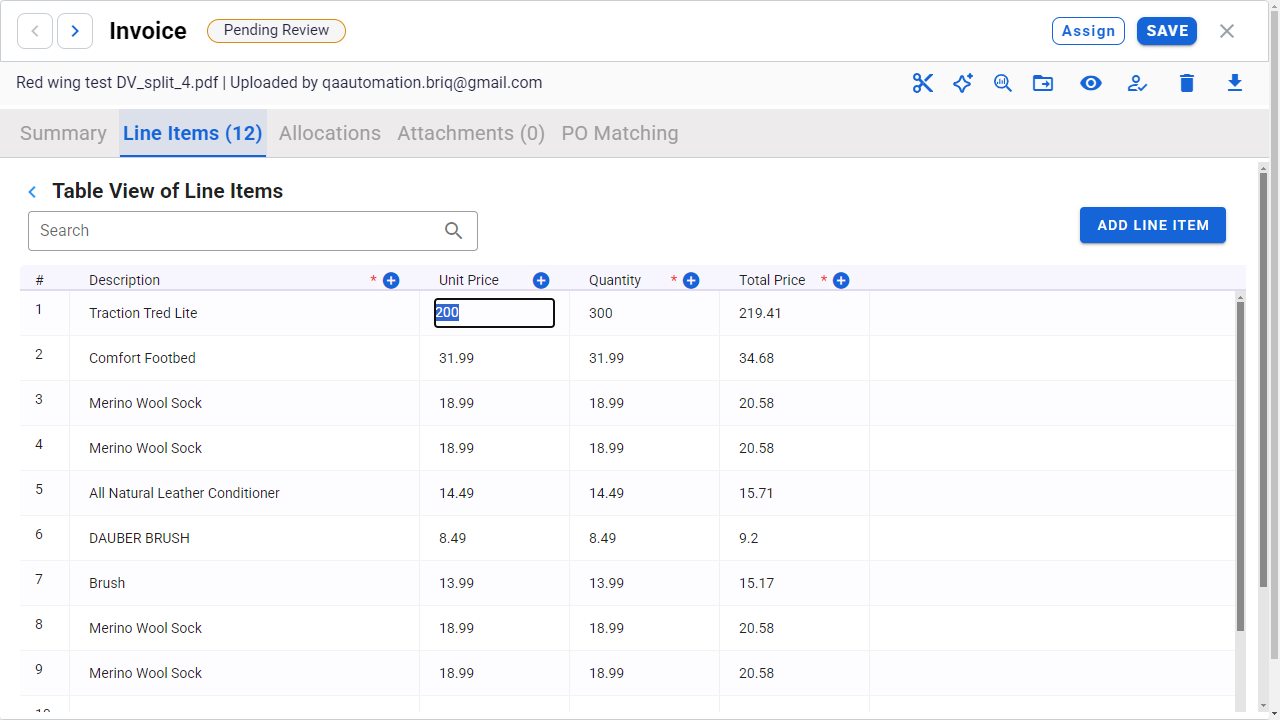 Invoice Pending Review Assign SAVE
Red wing test DV_split_4.pdf | Uploaded by qaautomation.briq@gmail.com
Summary Line Items (12) Allocations Attachments (0) PO Matching
Table View of Line Items
Search
ADD LINE ITEM
# Description * Unit Price Quantity * Total Price *
1 Traction Tred Lite 200 300 219.41
2 Comfort Footbed 31.99 31.99 34.68
3 Merino Wool Sock 18.99 18.99 20.58
4 Merino Wool Sock 18.99 18.99 20.58
5 All Natural Leather Conditioner 14.49 14.49 15.71
6 DAUBER BRUSH 8.49 8.49 9.2
7 Brush 13.99 13.99 15.17
8 Merino Wool Sock 18.99 18.99 20.58
9 Merino Wool Sock 18.99 18.99 20.58